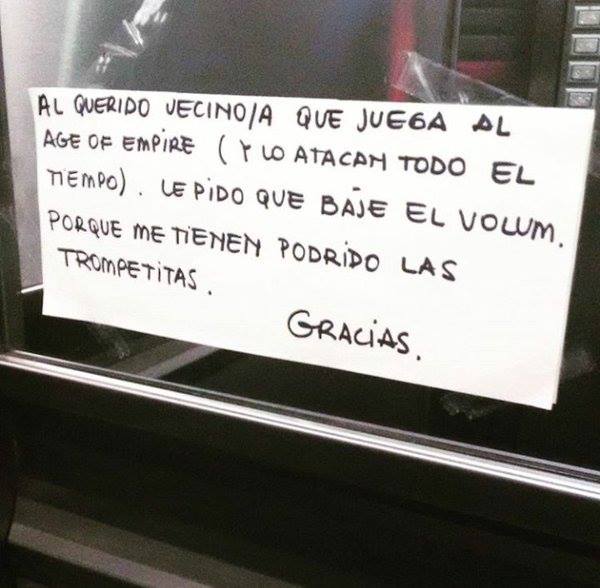 AL QUERIDO VECINO/A QUE JUEGA AL
AGE OF EMPIRE (Y LO ATACAN TODO EL
TIEMPO). LE PIDO QUE BAJE EL VOLUM.
PORQUE ME TIENEN PODRIDO LAS
TROMPETITAS.
GRACIAS.